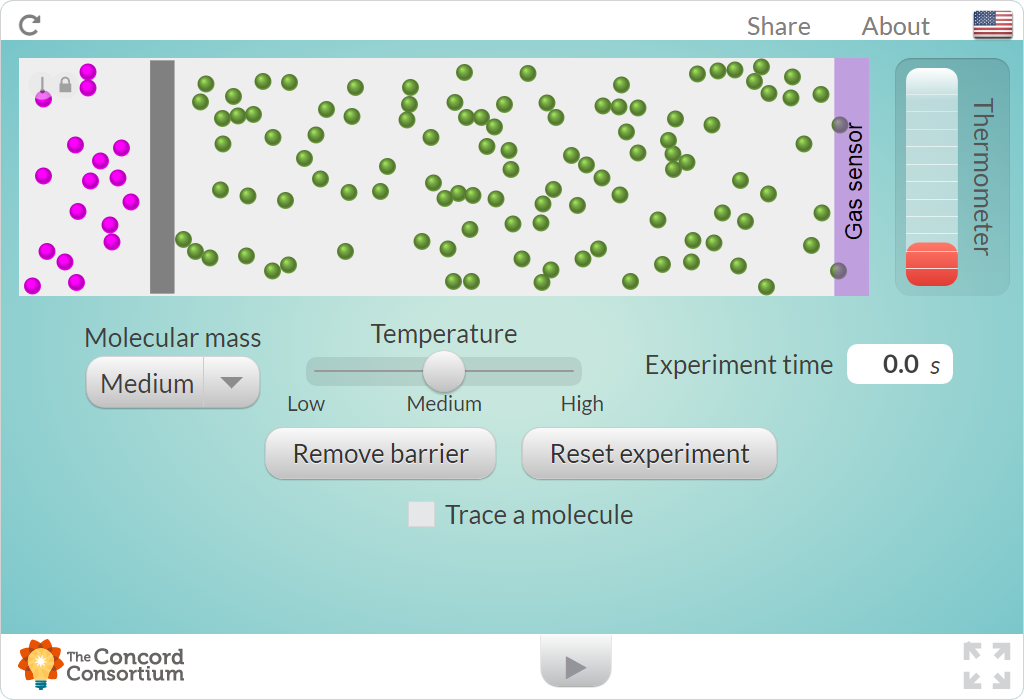 Share About
Gas sensor
Thermometer
Molecular mass
Medium
Temperature
Low Medium High
Experiment time 0.0 s
Remove barrier Reset experiment
Trace a molecule
The Concord
Consortium